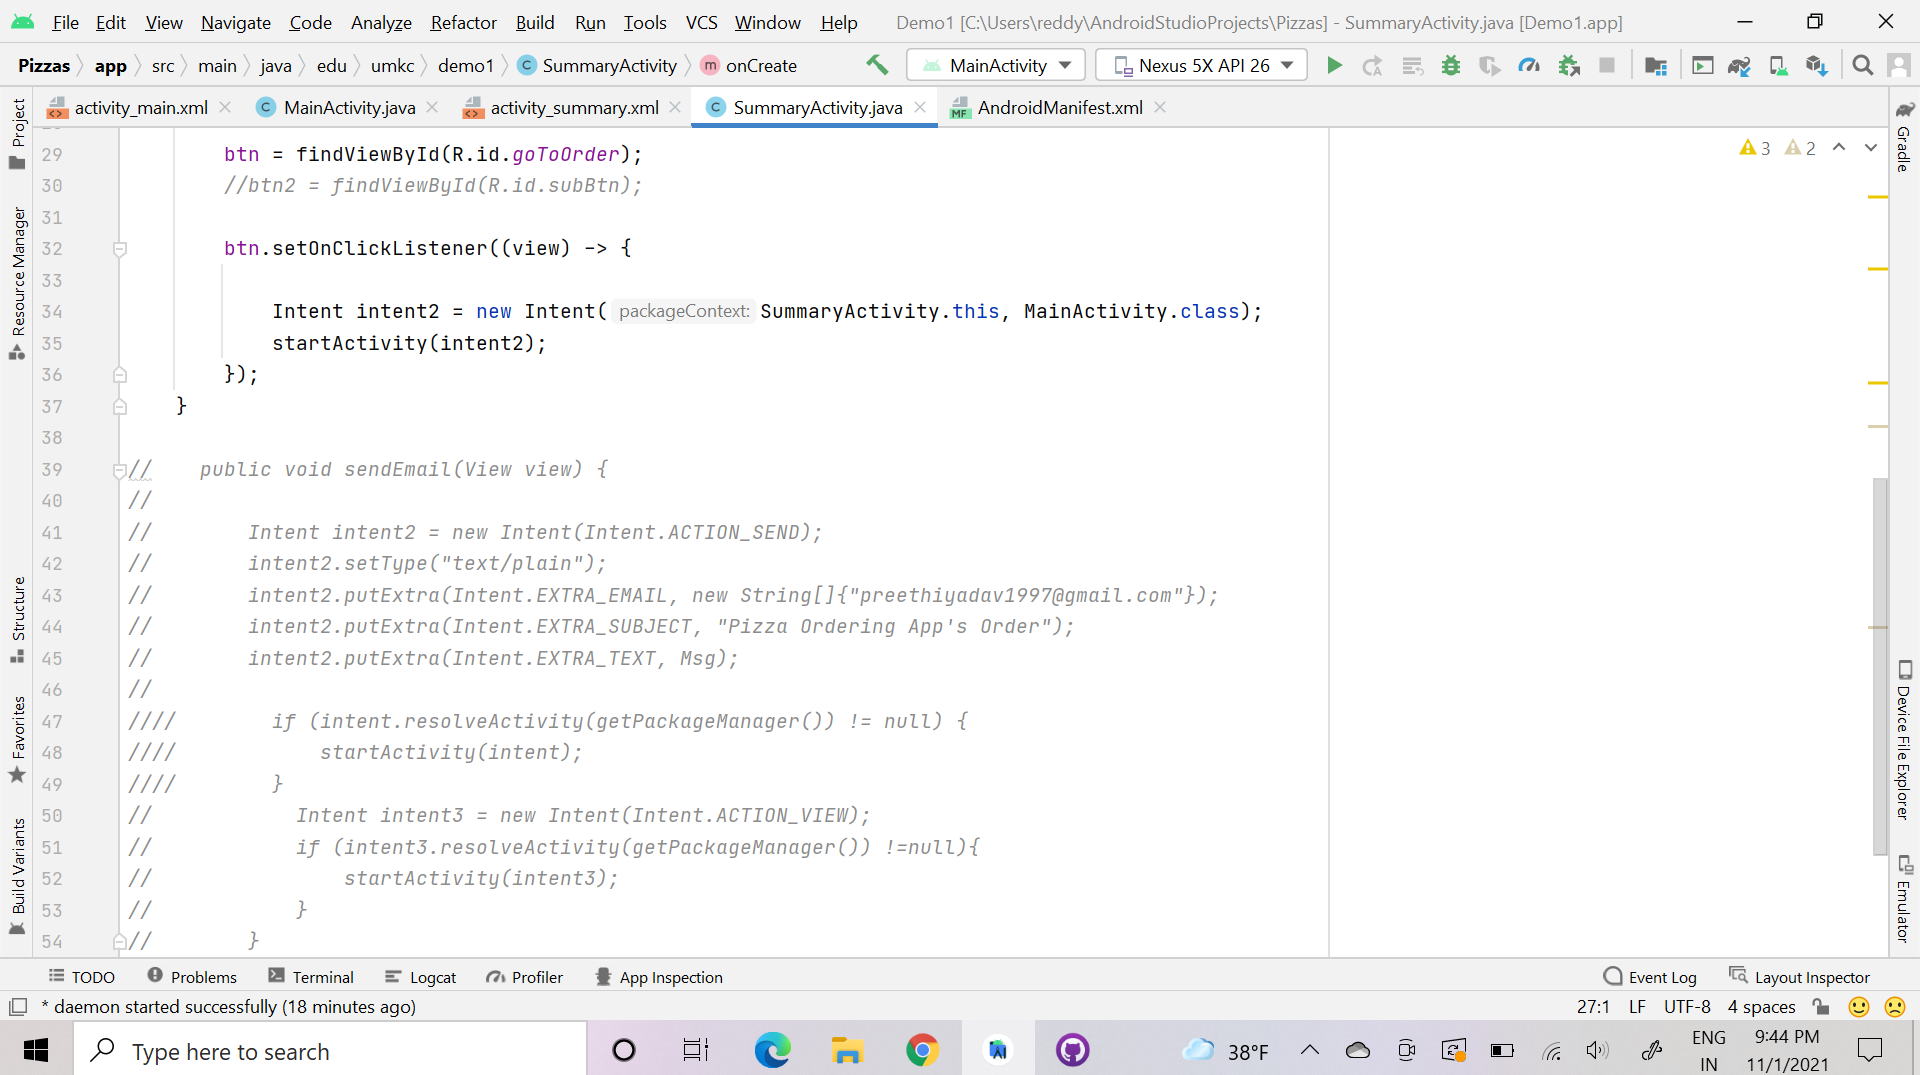 File Edit View Navigate Code Analyze Refactor Build Run Tools VCS Window Help Demo1 [C:\Users\reddy\AndroidStudioProjects\Pizzas] - SummaryActivity.java [Demo1.app]
Pizzas app src main java edu umkc demo1 C SummaryActivity m onCreate MainActivity Nexus 5X API 26
activity_main.xml C MainActivity.java activity_summary.xml C SummaryActivity.java MF AndroidManifest.xml
Project
Resource Manager
Structure
Favorites
Build Variants
3 2
29 btn = findViewById(R.id.goToOrder);
30 //btn2 = findViewById(R.id.subBtn);
31
32 btn.setOnClickListener((view) -> {
33
34 Intent intent2 = new Intent( packageContext: SummaryActivity.this, MainActivity.class);
35 startActivity(intent2);
36 });
37 }
38
39 // public void sendEmail(View view) {
40 //
41 // Intent intent2 = new Intent(Intent.ACTION_SEND);
42 // intent2.setType("text/plain");
43 // intent2.putExtra(Intent.EXTRA_EMAIL, new String[]{"preethiyadav1997@gmail.com"});
44 // intent2.putExtra(Intent.EXTRA_SUBJECT, "Pizza Ordering App's Order");
45 // intent2.putExtra(Intent.EXTRA_TEXT, Msg);
46 //
47 //// if (intent.resolveActivity(getPackageManager()) != null) {
48 //// startActivity(intent);
49 //// }
50 // Intent intent3 = new Intent(Intent.ACTION_VIEW);
51 // if (intent3.resolveActivity(getPackageManager()) !=null){
52 // startActivity(intent3);
53 // }
54 // }
Gradle
Device File Explorer
Emulator
TODO Problems Terminal Logcat Profiler App Inspection Event Log Layout Inspector
* daemon started successfully (18 minutes ago) 27:1 LF UTF-8 4 spaces
Type here to search 38°F ENG 9:44 PM
IN 11/1/2021